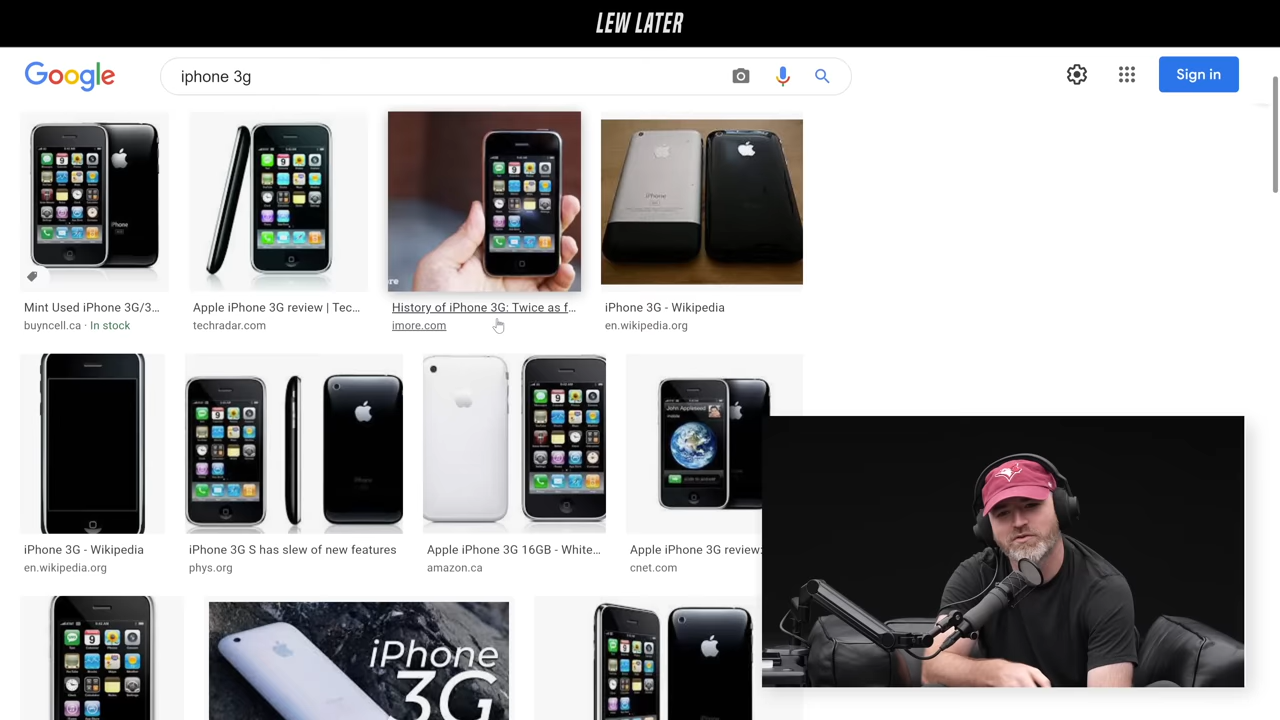 LEW LATER
Google
iphone 3g
Sign in
Mint Used iPhone 3G/3...
buyncell.ca · In stock
Apple iPhone 3G review | Tec...
techradar.com
History of iPhone 3G: Twice as f...
imore.com
iPhone 3G - Wikipedia
en.wikipedia.org
iPhone 3G - Wikipedia
en.wikipedia.org
iPhone 3G S has slew of new features
phys.org
Apple iPhone 3G 16GB - White...
amazon.ca
Apple iPhone 3G review:
cnet.com
iPhone
3G